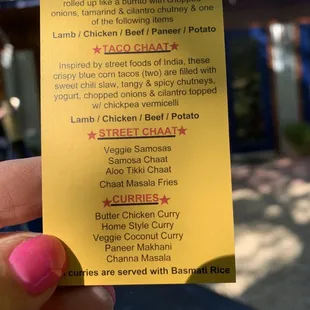 rolled up like a burrito with chopped
onions, tamarind & cilantro chutney & one
of the following items
Lamb / Chicken / Beef / Paneer / Potato
★TACO CHAAT★
Inspired by street foods of India, these
crispy blue corn tacos (two) are filled with
sweet chili slaw, tangy & spicy chutneys,
yogurt, chopped onions & cilantro topped
w/ chickpea vermicelli
Lamb / Chicken / Beef / Potato
★STREET CHAAT★
Veggie Samosas
Samosa Chaat
Aloo Tikki Chaat
Chaat Masala Fries
★CURRIES★
Butter Chicken Curry
Home Style Curry
Veggie Coconut Curry
Paneer Makhani
Channa Masala
curries are served with Basmati Rice